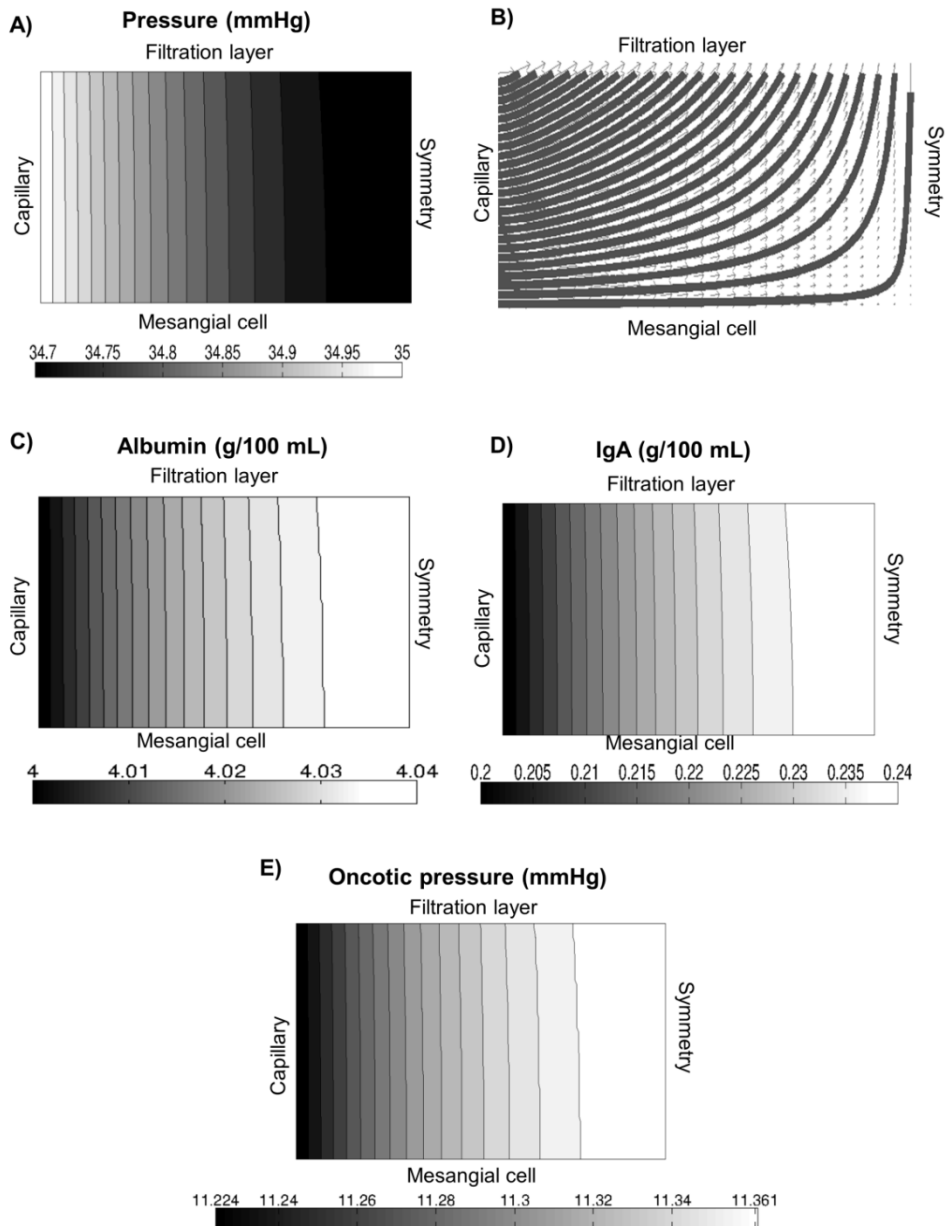 A)
Pressure (mmHg)
Filtration layer
Capillary
Symmetry
Mesangial cell
34.7 34.75 34.8 34.85 34.9 34.95 35
B)
Filtration layer
Capillary
Symmetry
Mesangial cell
C)
Albumin (g/100 mL)
Filtration layer
Capillary
Symmetry
Mesangial cell
4 4.01 4.02 4.03 4.04
D)
IgA (g/100 mL)
Filtration layer
Capillary
Symmetry
Mesangial cell
0.2 0.205 0.21 0.215 0.22 0.225 0.23 0.235 0.24
E)
Oncotic pressure (mmHg)
Filtration layer
Capillary
Symmetry
Mesangial cell
11.224 11.24 11.26 11.28 11.3 11.32 11.34 11.361